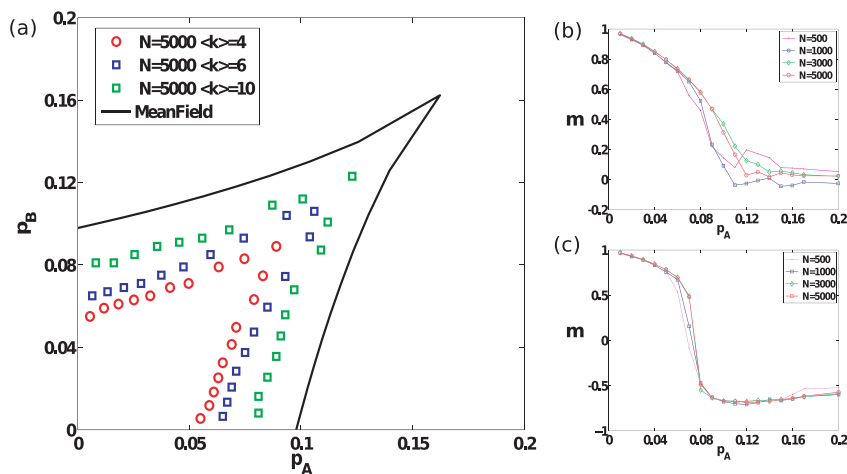 (a)
0.2
0.16
0.12
0.08
0.04
0
p_B
N=5000 <k>=4
N=5000 <k>=6
N=5000 <k>=10
MeanField
0 0.05 0.1 0.15 0.2
p_A
(b)
1
0.8
0.6
0.4
0.2
0
-0.2
m
N=500
N=1000
N=3000
N=5000
0 0.04 0.08 0.12 0.16 0.2
p_A
(c)
1
0.5
0
-0.5
-1
m
N=500
N=1000
N=3000
N=5000
0 0.04 0.08 0.12 0.16 0.2
p_A